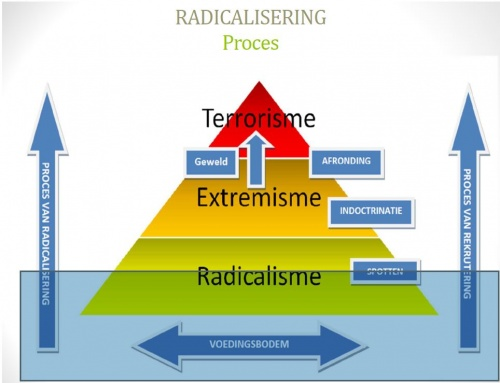 RADICALISERING
Proces
Terrorisme
Geweld
AFRONDING
Extremisme
INDOCTRINATIE
Radicalisme
SPOTTEN
VOEDINGSBODEM
PROCES VAN RADICALISERING
PROCES VAN REKRUTERING